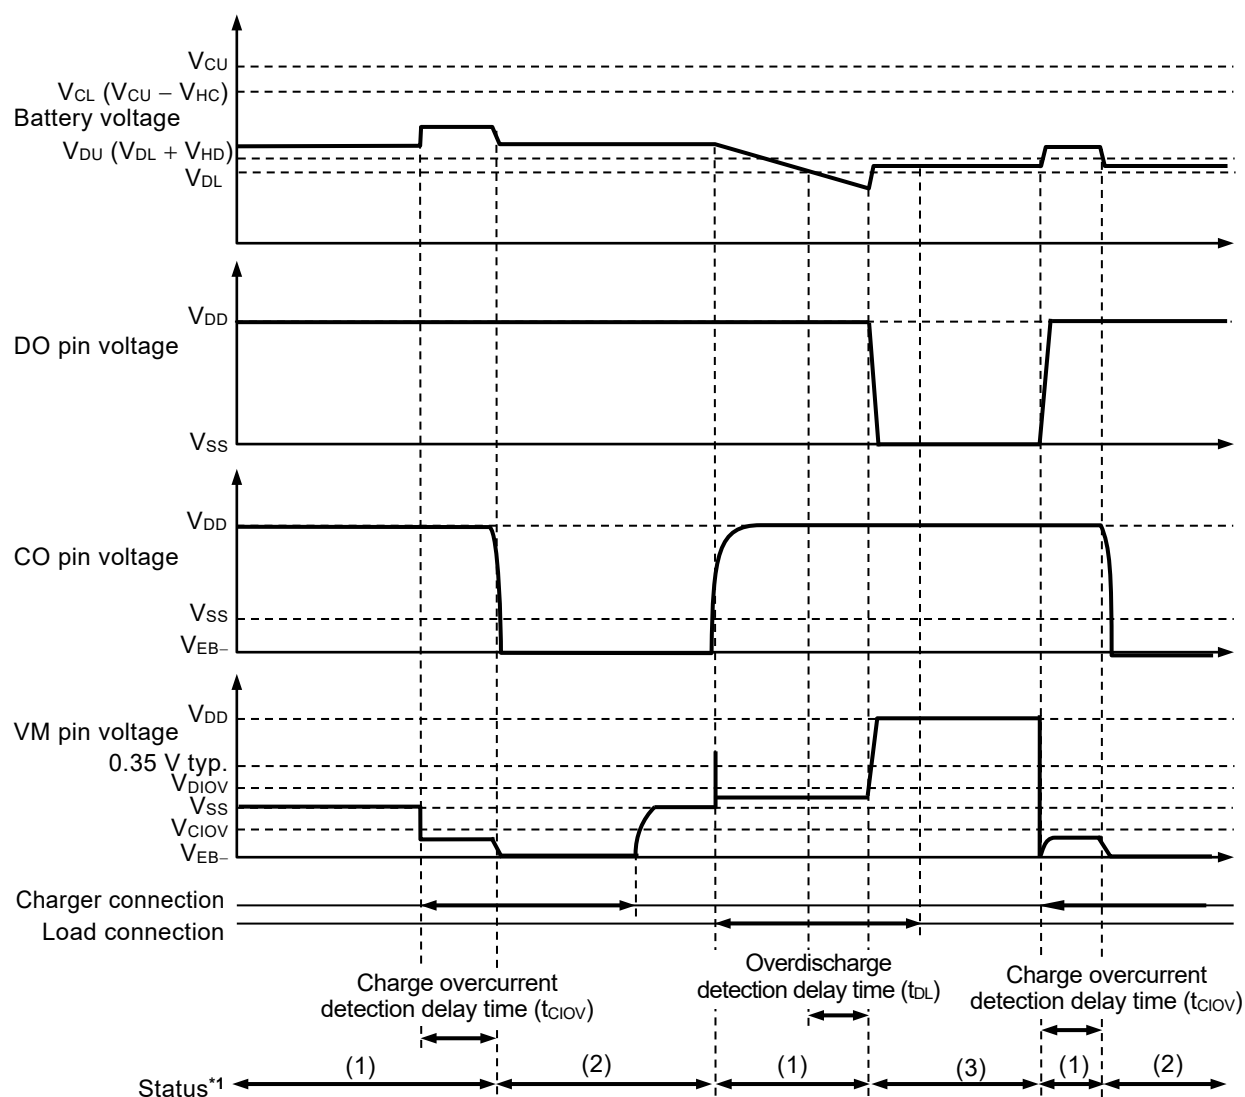 VCU
VCL (VCU − VHC)
Battery voltage
VDU (VDL + VHD)
VDL
VDD
DO pin voltage
VSS
VDD
CO pin voltage
VSS
VEB−
VDD
VM pin voltage
0.35 V typ.
VDIOV
VSS
VCIOV
VEB−
Charger connection
Load connection
Charge overcurrent
detection delay time (tCIOV)
Overdischarge
detection delay time (tDL)
Charge overcurrent
detection delay time (tCIOV)
Status*1 (1) (2) (1) (3) (1) (2)